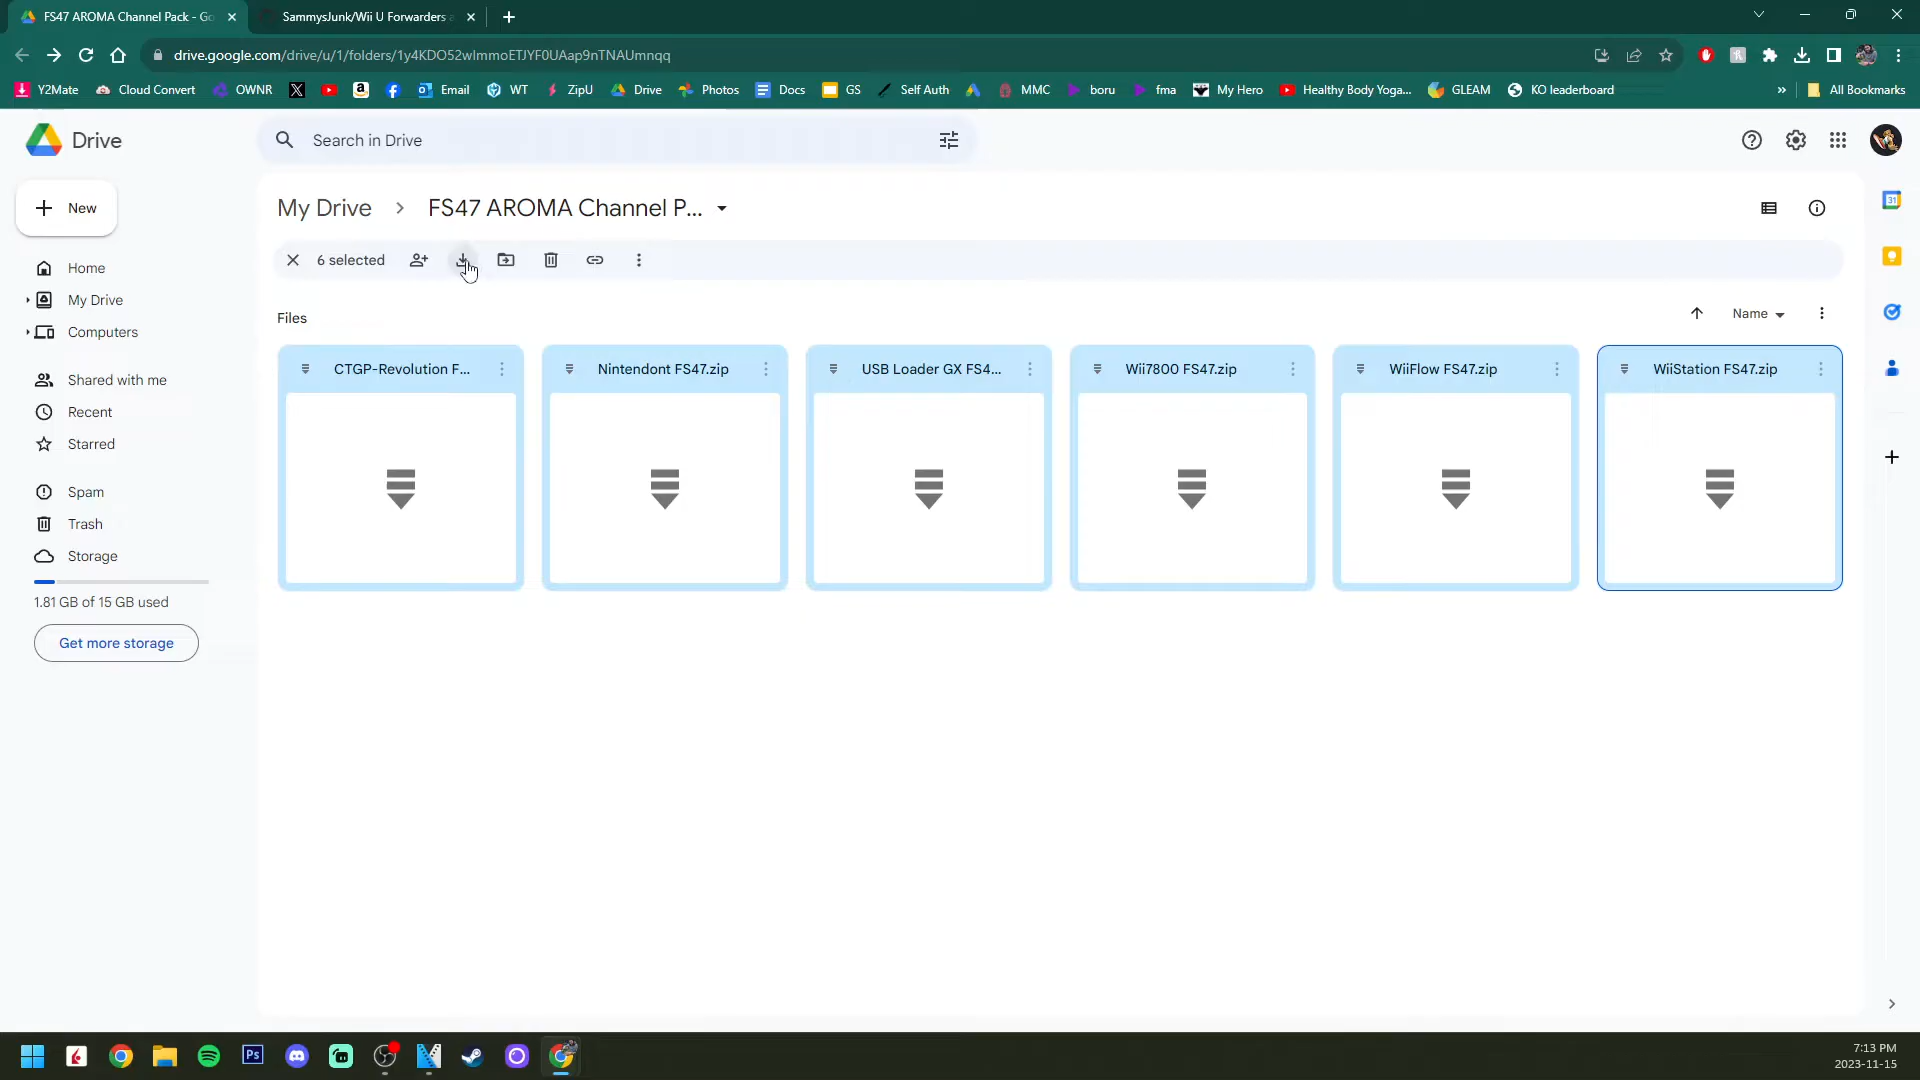 FS47 AROMA Channel Pack - Go
SammysJunk/Wii U Forwarders a
drive.google.com/drive/u/1/folders/1y4KDO52wImmoETJYF0UAap9nTNAUmnqq
Y2Mate
Cloud Convert
OWNR
Email
WT
ZipU
Drive
Photos
Docs
GS
Self Auth
MMC
boru
fma
My Hero
Healthy Body Yoga...
GLEAM
KO leaderboard
»
All Bookmarks
Drive
Search in Drive
New
My Drive > FS47 AROMA Channel P...
6 selected
Home
My Drive
Computers
Shared with me
Recent
Starred
Spam
Trash
Storage
1.81 GB of 15 GB used
Get more storage
Files
Name
CTGP-Revolution F...
Nintendont FS47.zip
USB Loader GX FS4...
Wii7800 FS47.zip
WiiFlow FS47.zip
WiiStation FS47.zip
31
Ps
7:13 PM
2023-11-15